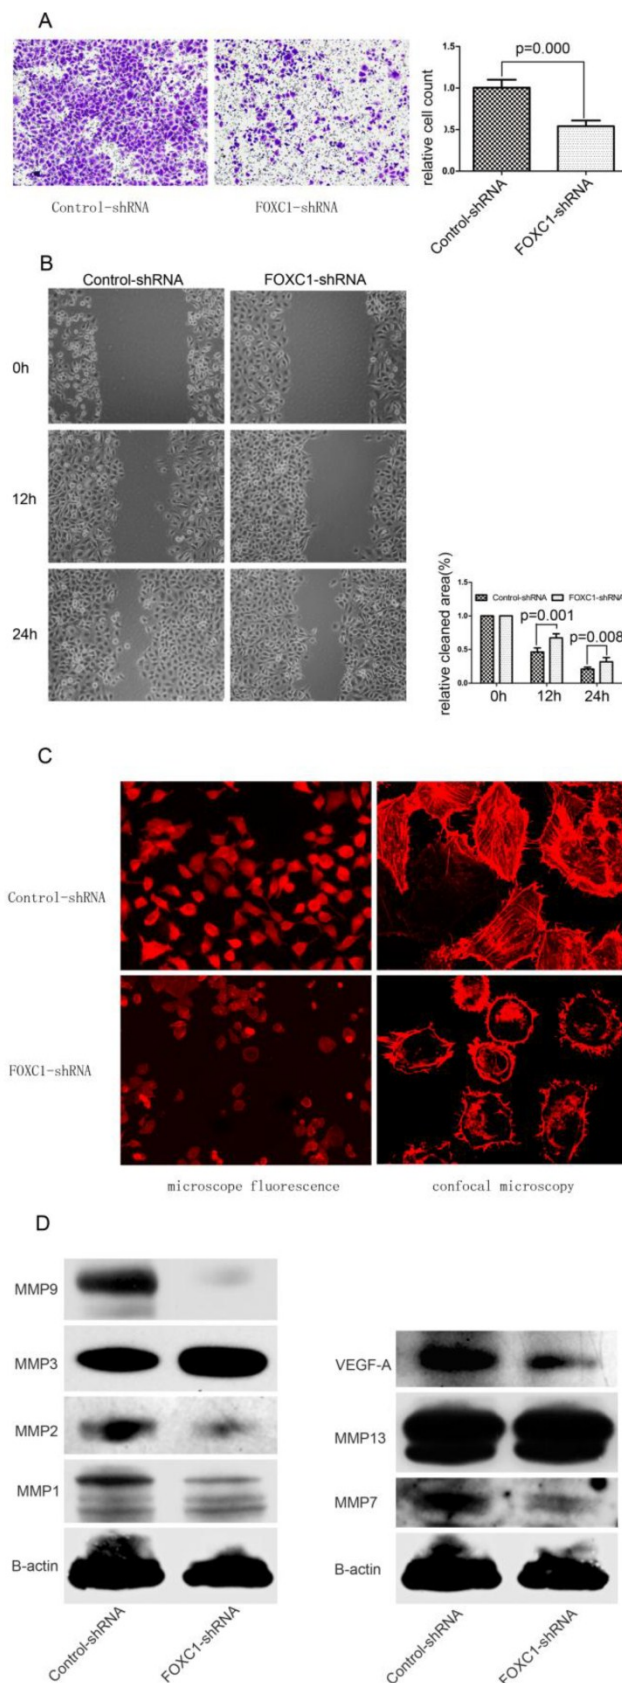 A
p=0.000
relative cell count
1.5
1.0
1.5
0.0
Control-shRNA
FOXC1-shRNA
Control-shRNA
FOXC1-shRNA
B
Control-shRNA
FOXC1-shRNA
0h
12h
24h
relative cleaned area(%)
1.5
1.0
0.5
0.0
Control-shRNA
FOXC1-shRNA
p=0.001
p=0.008
0h
12h
24h
C
Control-shRNA
FOXC1-shRNA
microscope fluorescence
confocal microscopy
D
MMP9
MMP3
MMP2
MMP1
B-actin
Control-shRNA
FOXC1-shRNA
VEGF-A
MMP13
MMP7
B-actin
Control-shRNA
FOXC1-shRNA